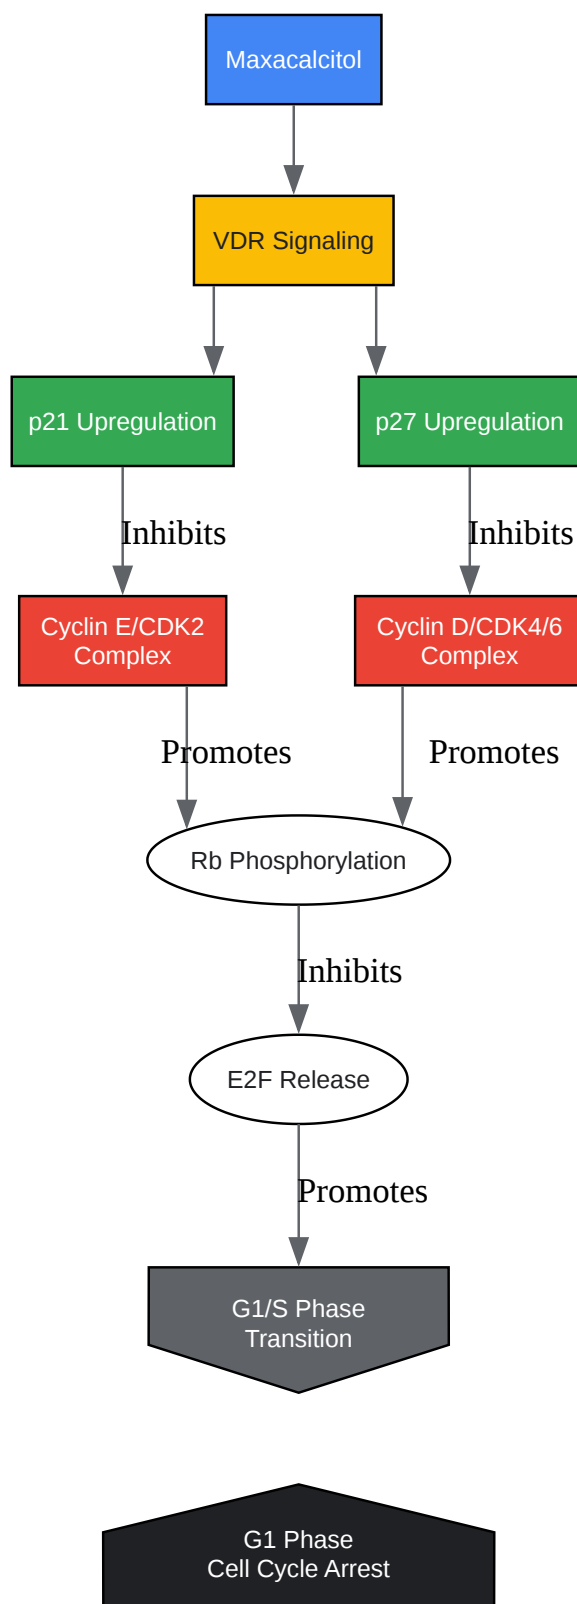 Maxacalcitol
VDR Signaling
p21 Upregulation
p27 Upregulation
Inhibits
Inhibits
Cyclin E/CDK2
Complex
Cyclin D/CDK4/6
Complex
Promotes
Promotes
Rb Phosphorylation
Inhibits
E2F Release
Promotes
G1/S Phase
Transition
G1 Phase
Cell Cycle Arrest